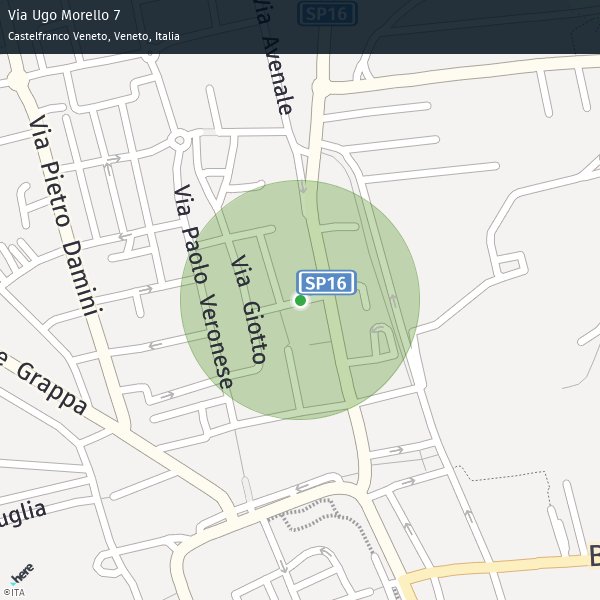 Via Ugo Morello 7
Castelfranco Veneto, Veneto, Italia
SP16
Via Avenale
Via Pietro Damini
Via Paolo Veronese
Via Giotto
SP16
e Grappa
uglia
B
here
©ITA